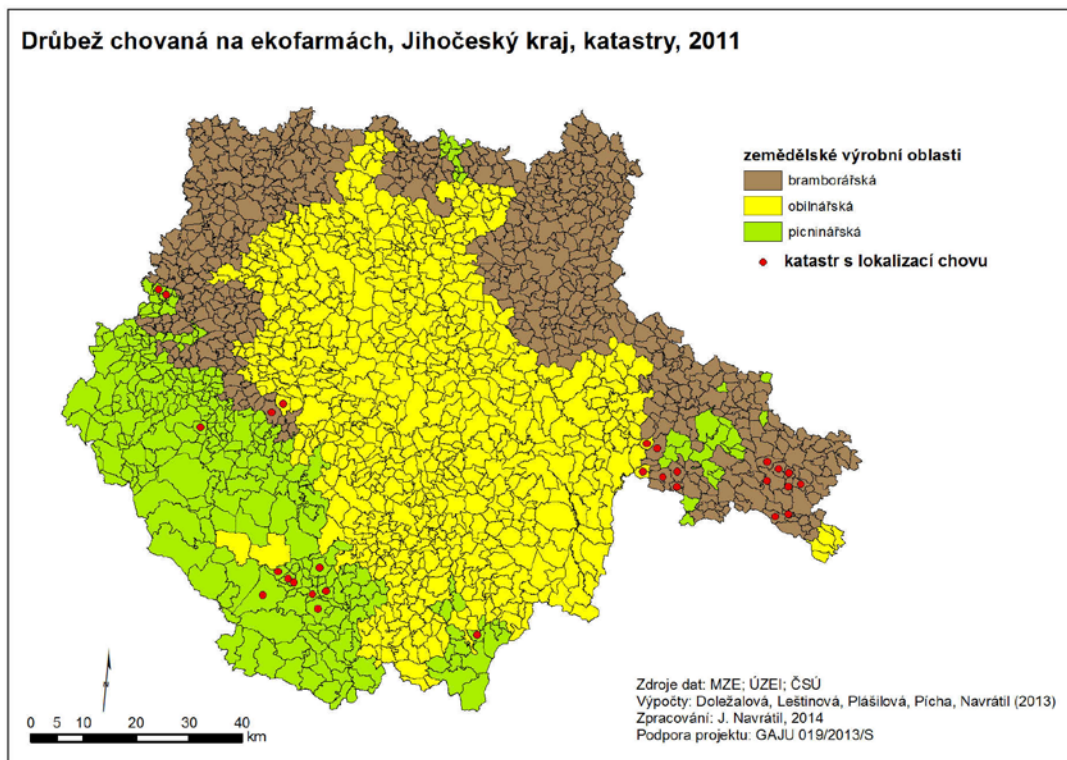 Drůbež chovaná na ekofarmách, Jihočeský kraj, katastry, 2011
zemědělské výrobní oblasti
bramborářská
obilnářská
pícninářská
katastr s lokalizací chovu
N
0 5 10 20 30 40
km
Zdroje dat: MZE; ÚZEI; ČSÚ
Výpočty: Doležalová, Leštinová, Plášilová, Pícha, Navrátil (2013)
Zpracování: J. Navrátil, 2014
Podpora projektu: GAJU 019/2013/S